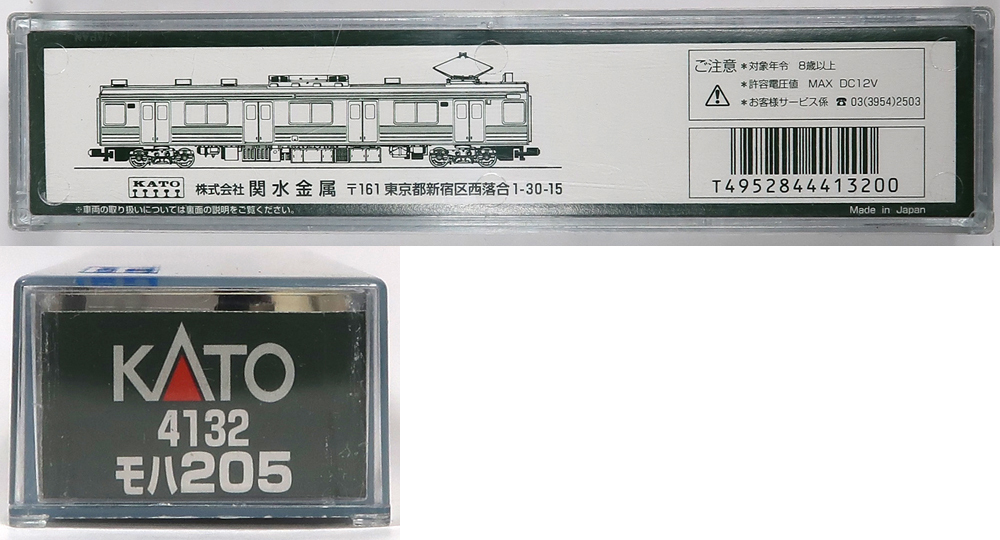 ご注意 *対象年令 8歳以上
*許容電圧値 MAX DC12V
*お客様サービス係 ☎ 03(3954)2503
T4952844413200
KATO 株式会社 関水金属 〒161 東京都新宿区西落合1-30-15
※車両の取り扱いについては裏面の説明をご覧ください。
Made in Japan
KATO
4132
モハ205